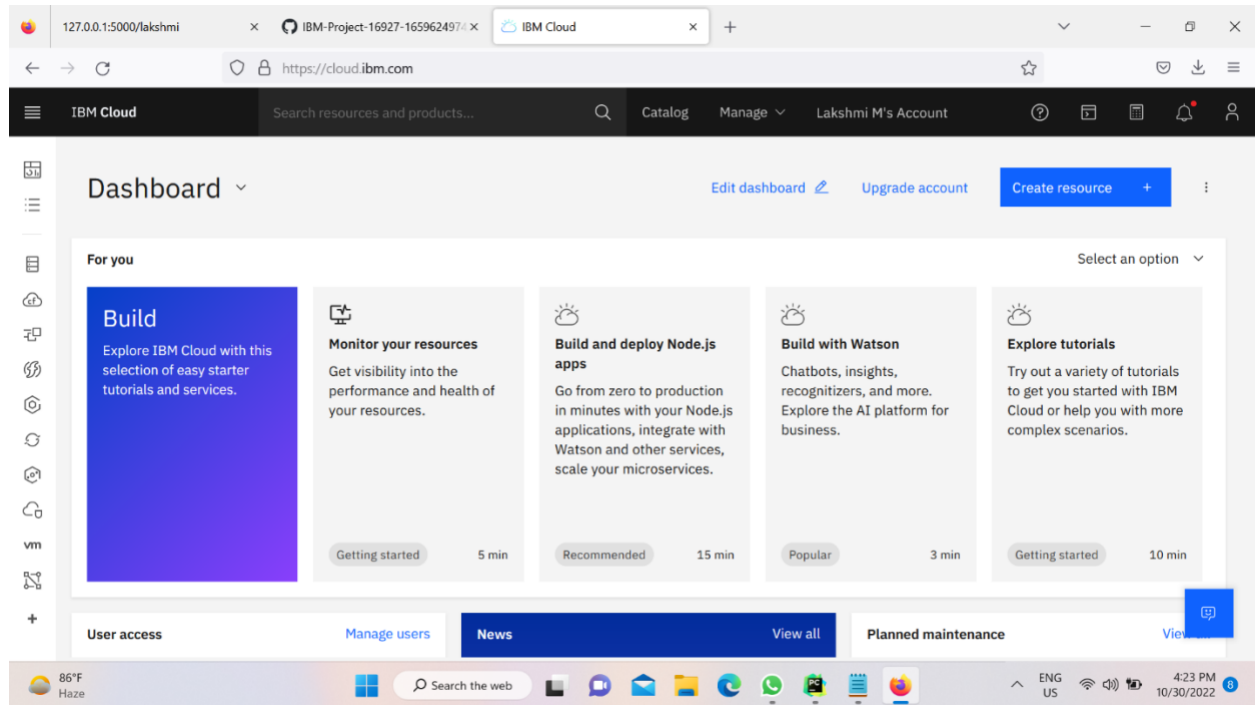 127.0.0.1:5000/lakshmi
IBM-Project-16927-1659624974
IBM Cloud
https://cloud.ibm.com
IBM Cloud
Search resources and products...
Catalog
Manage
Lakshmi M's Account
Dashboard
Edit dashboard
Upgrade account
Create resource +
For you
Select an option
Build
Explore IBM Cloud with this
selection of easy starter
tutorials and services.
Monitor your resources
Get visibility into the
performance and health of
your resources.
Getting started
5 min
Build and deploy Node.js
apps
Go from zero to production
in minutes with your Node.js
applications, integrate with
Watson and other services,
scale your microservices.
Recommended
15 min
Build with Watson
Chatbots, insights,
recognitizers, and more.
Explore the AI platform for
business.
Popular
3 min
Explore tutorials
Try out a variety of tutorials
to get you started with IBM
Cloud or help you with more
complex scenarios.
Getting started
10 min
vm
User access
Manage users
News
View all
Planned maintenance
86°F
Haze
Search the web
PC
ENG
US
4:23 PM
10/30/2022
8